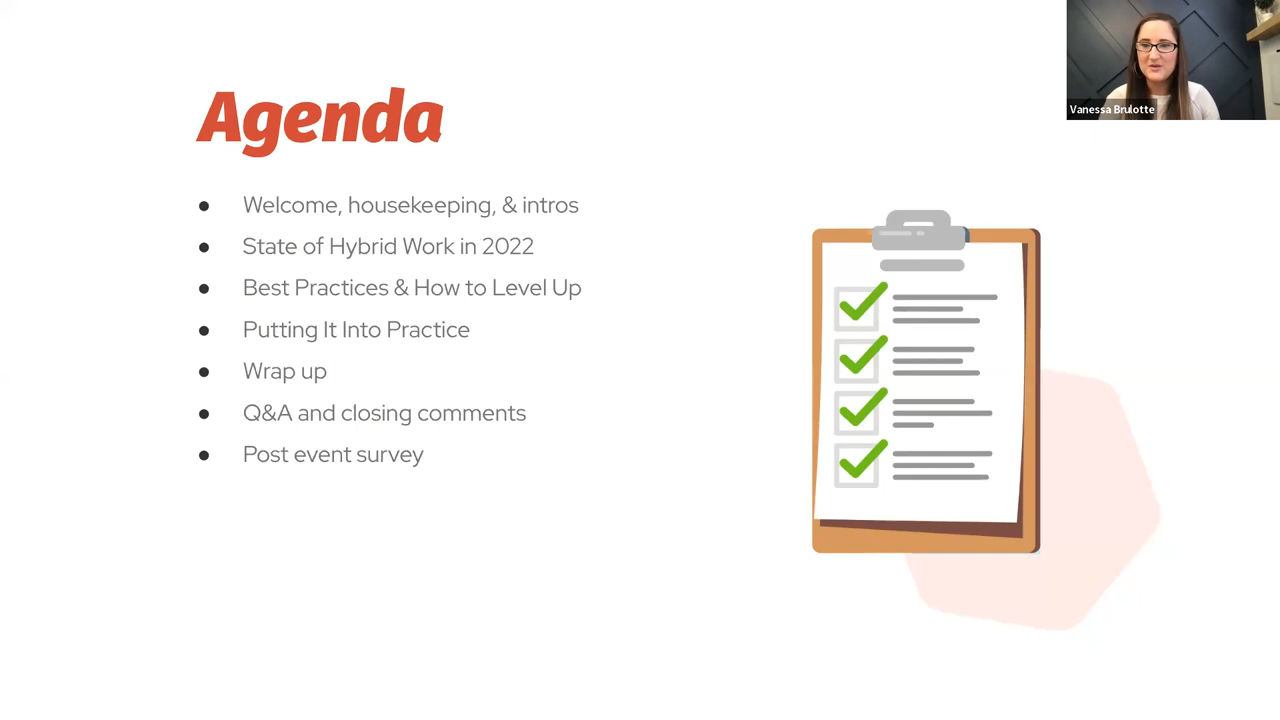 Agenda
Welcome, housekeeping, & intros
State of Hybrid Work in 2022
Best Practices & How to Level Up
Putting It Into Practice
Wrap up
Q&A and closing comments
Post event survey
Vanessa Brulotte